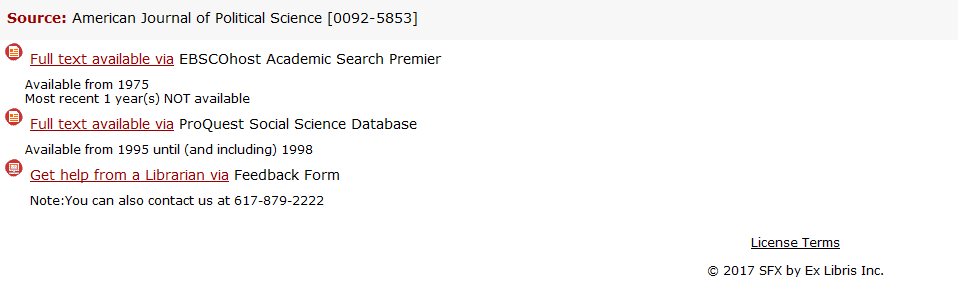 Source: American Journal of Political Science [0092-5853]
Full text available via EBSCOhost Academic Search Premier
Available from 1975
Most recent 1 year(s) NOT available
Full text available via ProQuest Social Science Database
Available from 1995 until (and including) 1998
Get help from a Librarian via Feedback Form
Note:You can also contact us at 617-879-2222
License Terms
© 2017 SFX by Ex Libris Inc.